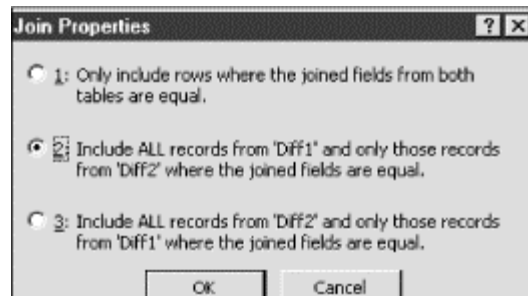 Join Properties
1: Only include rows where the joined fields from both
tables are equal.
2: Include ALL records from 'Diff1' and only those records
from 'Diff2' where the joined fields are equal.
3: Include ALL records from 'Diff2' and only those records
from 'Diff1' where the joined fields are equal.
OK Cancel